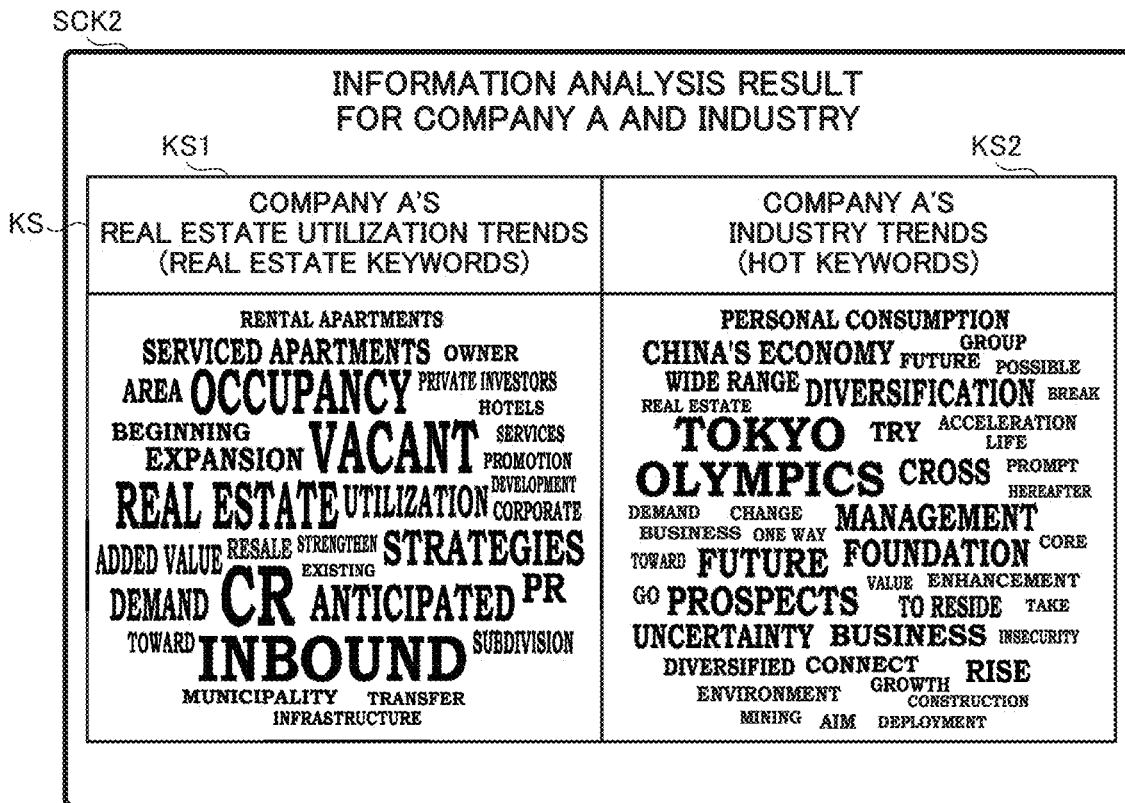 SCK2
INFORMATION ANALYSIS RESULT
FOR COMPANY A AND INDUSTRY
KS1
KS2
KS
COMPANY A'S
REAL ESTATE UTILIZATION TRENDS
(REAL ESTATE KEYWORDS)
COMPANY A'S
INDUSTRY TRENDS
(HOT KEYWORDS)
RENTAL APARTMENTS
SERVICED APARTMENTS OWNER
AREA OCCUPANCY PRIVATE INVESTORS
HOTELS
BEGINNING VACANT SERVICES
EXPANSION PROMOTION
REAL ESTATE UTILIZATION DEVELOPMENT
CORPORATE
ADDED VALUE RESALE STRENGTHEN STRATEGIES
EXISTING
DEMAND CR ANTICIPATED PR
TOWARD INBOUND SUBDIVISION
MUNICIPALITY TRANSFER
INFRASTRUCTURE
PERSONAL CONSUMPTION
CHINA'S ECONOMY FUTURE GROUP
POSSIBLE
WIDE RANGE DIVERSIFICATION BREAK
REAL ESTATE
TOKYO TRY ACCELERATION
LIFE
OLYMPICS CROSS PROMPT
HEREAFTER
DEMAND CHANGE MANAGEMENT
BUSINESS ONE WAY
TOWARD FUTURE FOUNDATION CORE
GO PROSPECTS VALUE ENHANCEMENT
TO RESIDE TAKE
UNCERTAINTY BUSINESS INSECURITY
DIVERSIFIED CONNECT RISE
ENVIRONMENT GROWTH
CONSTRUCTION
MINING AIM DEPLOYMENT